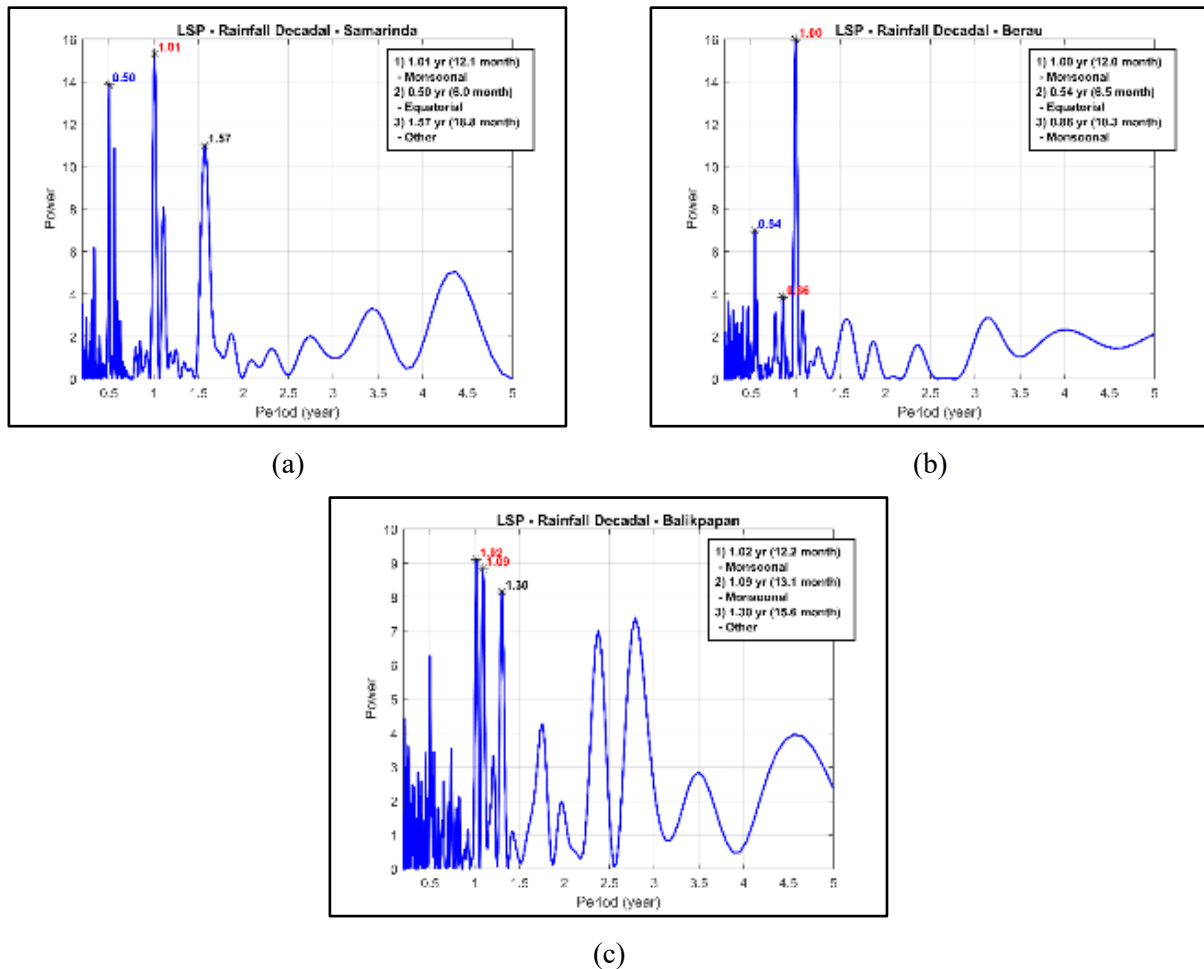 LSP - Rainfall Decadal - Samarinda
16
14
12
10
8
6
4
2
0
Power
0.50
1.01
1.57
1) 1.01 yr (12.1 month)
- Monsoonal
2) 0.50 yr (6.0 month)
- Equatorial
3) 1.57 yr (18.8 month)
- Other
0.5 1 1.5 2 2.5 3 3.5 4 4.5 5
Period (year)
(a)
LSP - Rainfall Decadal - Berau
16
14
12
10
8
6
4
2
0
Power
1.00
0.54
0.86
1) 1.00 yr (12.0 month)
- Monsoonal
2) 0.54 yr (6.5 month)
- Equatorial
3) 0.86 yr (10.3 month)
- Monsoonal
0.5 1 1.5 2 2.5 3 3.5 4 4.5 5
Period (year)
(b)
LSP - Rainfall Decadal - Balikpapan
10
9
8
7
6
5
4
3
2
1
0
Power
1.02
1.09
1.30
1) 1.02 yr (12.2 month)
- Monsoonal
2) 1.09 yr (13.1 month)
- Monsoonal
3) 1.30 yr (15.6 month)
- Other
0.5 1 1.5 2 2.5 3 3.5 4 4.5 5
Period (year)
(c)